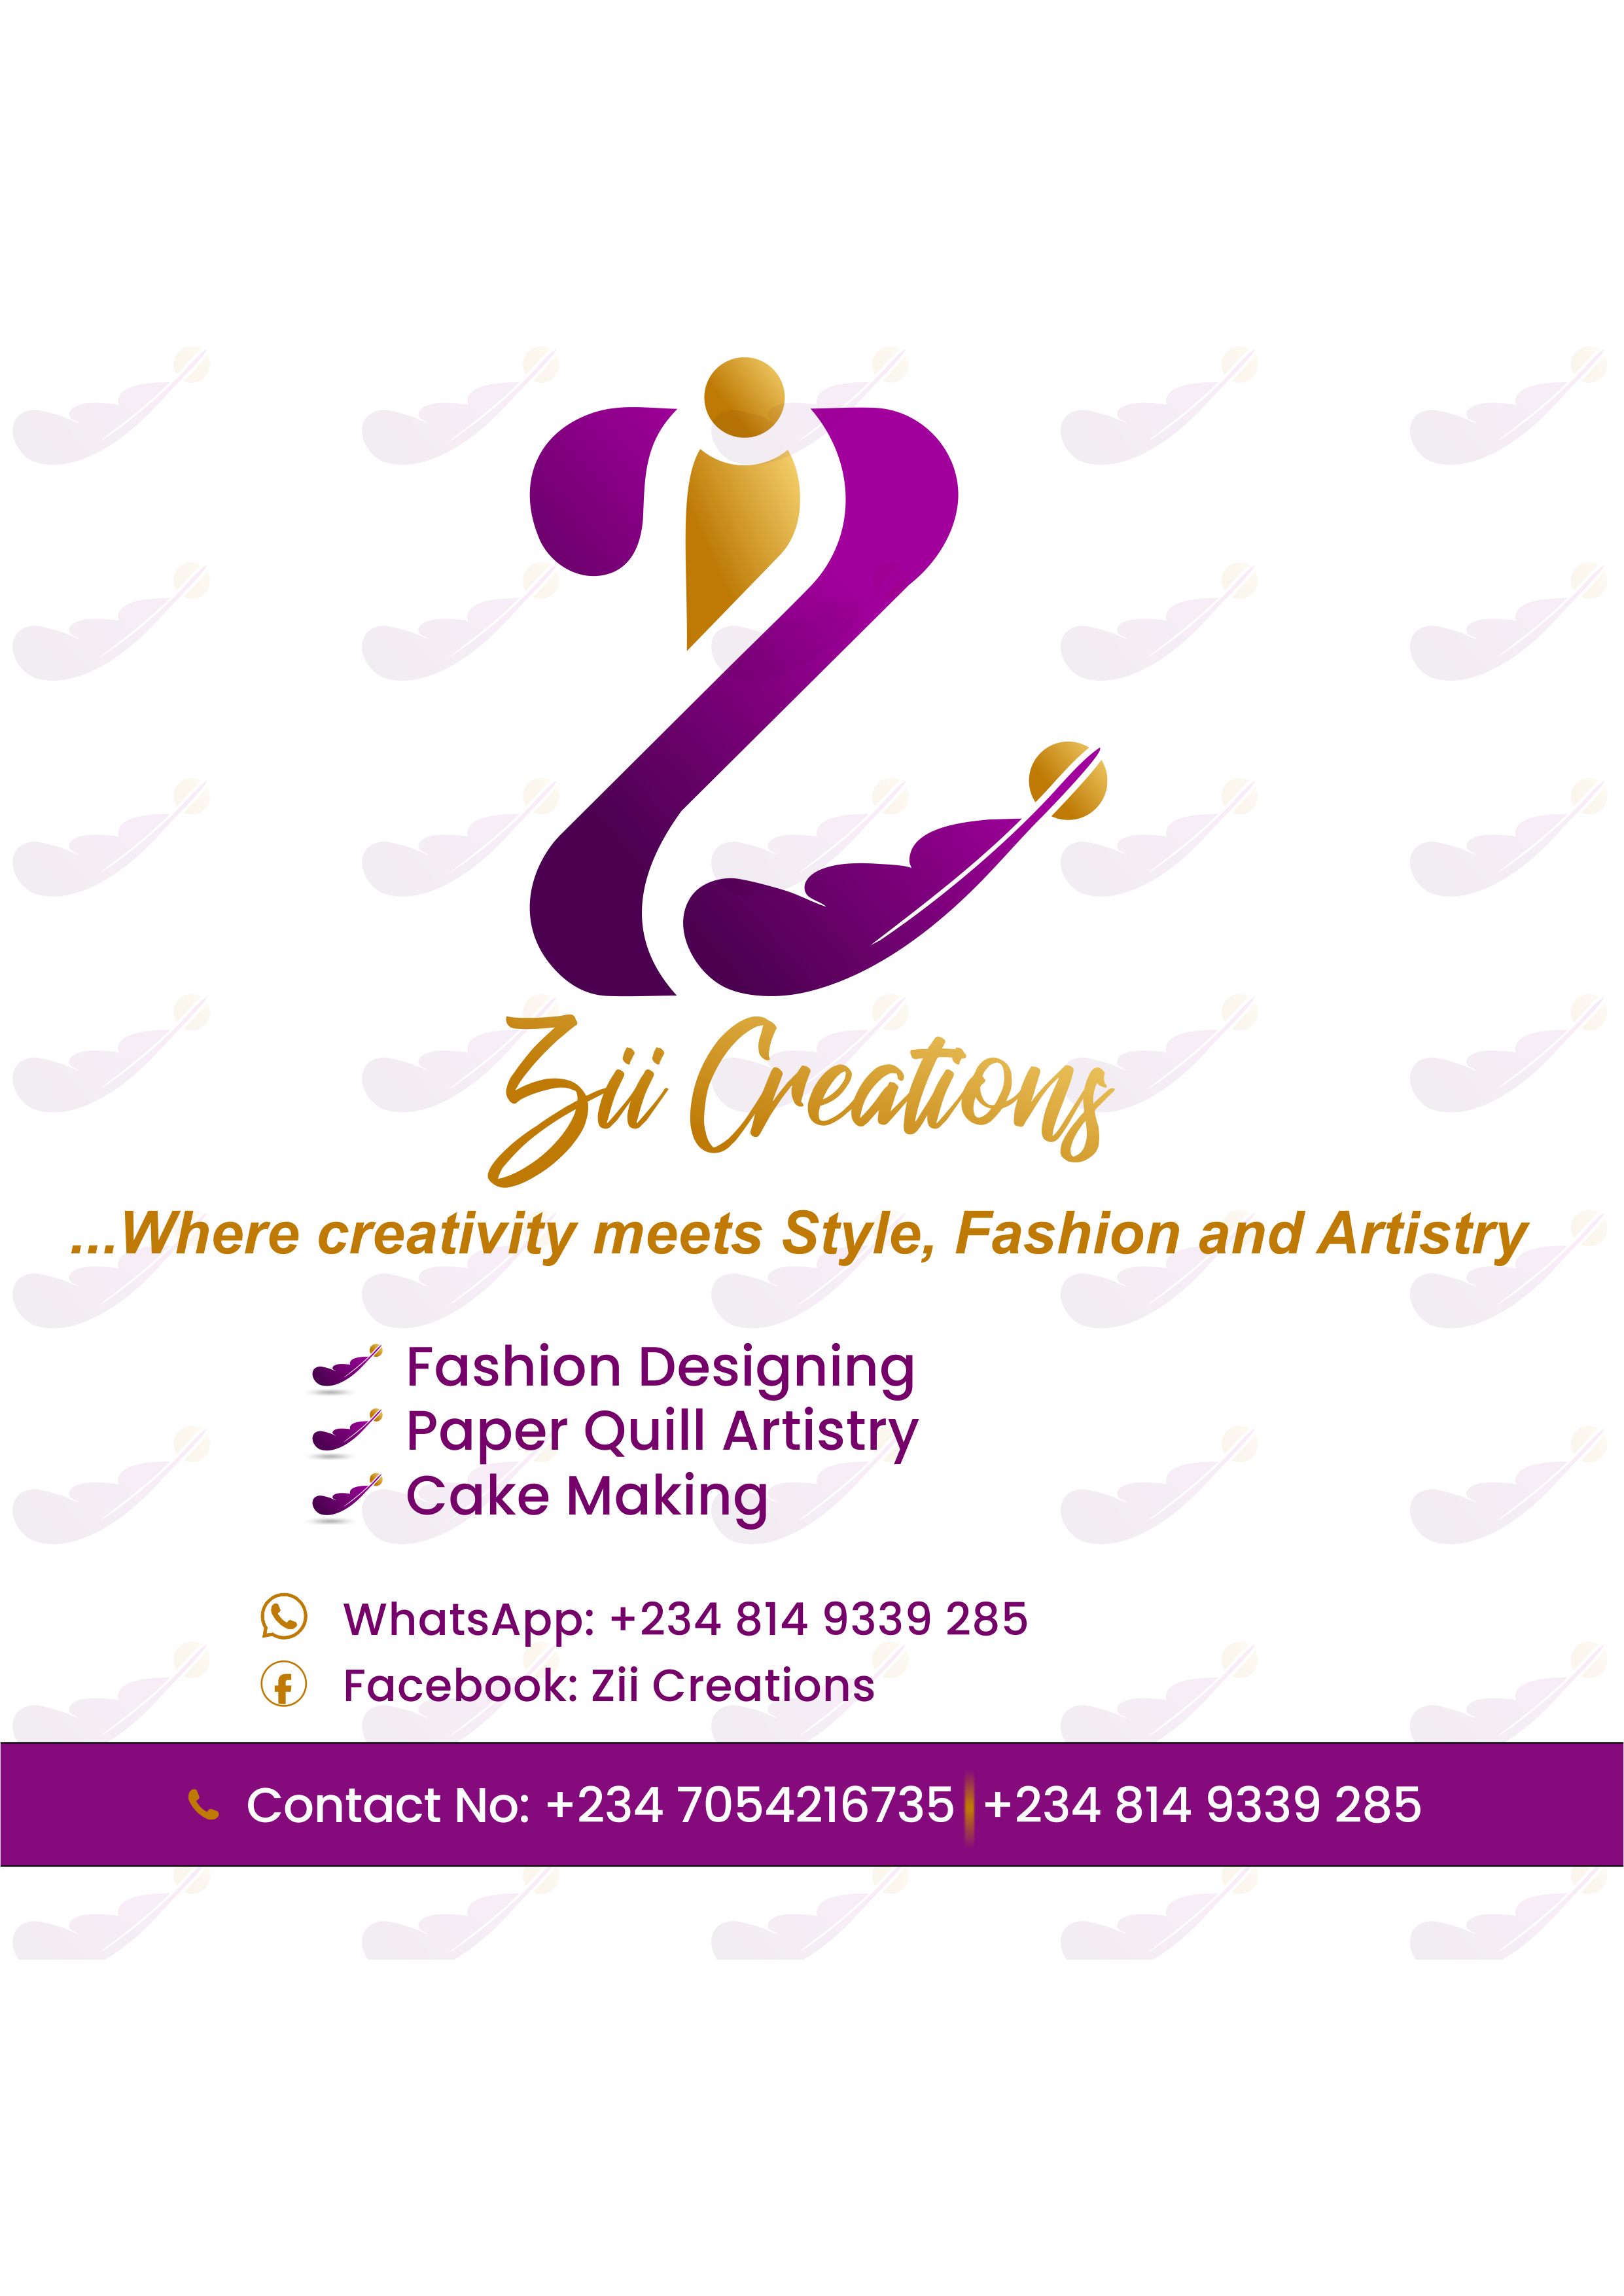 Zii Creations
...Where creativity meets Style, Fashion and Artistry
Fashion Designing
Paper Quill Artistry
Cake Making
WhatsApp: +234 814 9339 285
Facebook: Zii Creations
Contact No: +234 7054216735 +234 814 9339 285